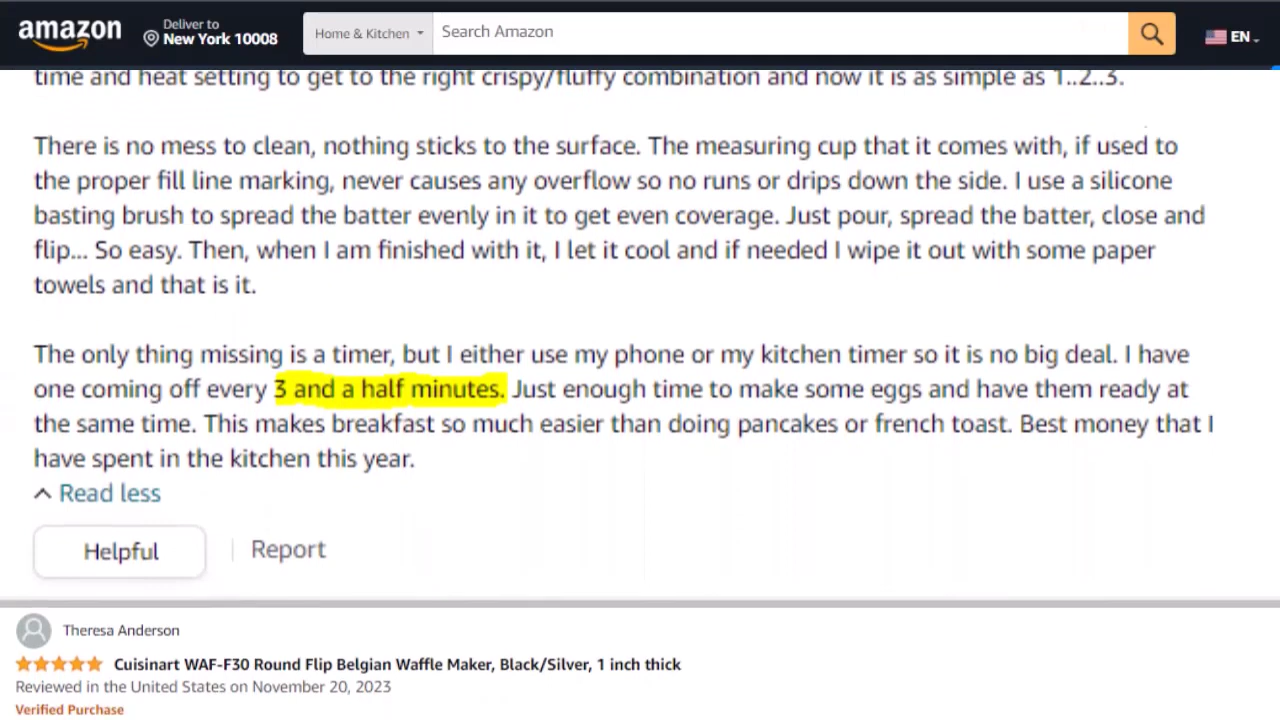 amazon
Deliver to
New York 10008
Home & Kitchen
Search Amazon
EN
time and heat setting to get to the right crispy/fluffy combination and now it is as simple as 1..2..3.
There is no mess to clean, nothing sticks to the surface. The measuring cup that it comes with, if used to
the proper fill line marking, never causes any overflow so no runs or drips down the side. I use a silicone
basting brush to spread the batter evenly in it to get even coverage. Just pour, spread the batter, close and
flip... So easy. Then, when I am finished with it, I let it cool and if needed I wipe it out with some paper
towels and that is it.
The only thing missing is a timer, but I either use my phone or my kitchen timer so it is no big deal. I have
one coming off every 3 and a half minutes. Just enough time to make some eggs and have them ready at
the same time. This makes breakfast so much easier than doing pancakes or french toast. Best money that I
have spent in the kitchen this year.
Read less
Helpful
Report
Theresa Anderson
Cuisinart WAF-F30 Round Flip Belgian Waffle Maker, Black/Silver, 1 inch thick
Reviewed in the United States on November 20, 2023
Verified Purchase